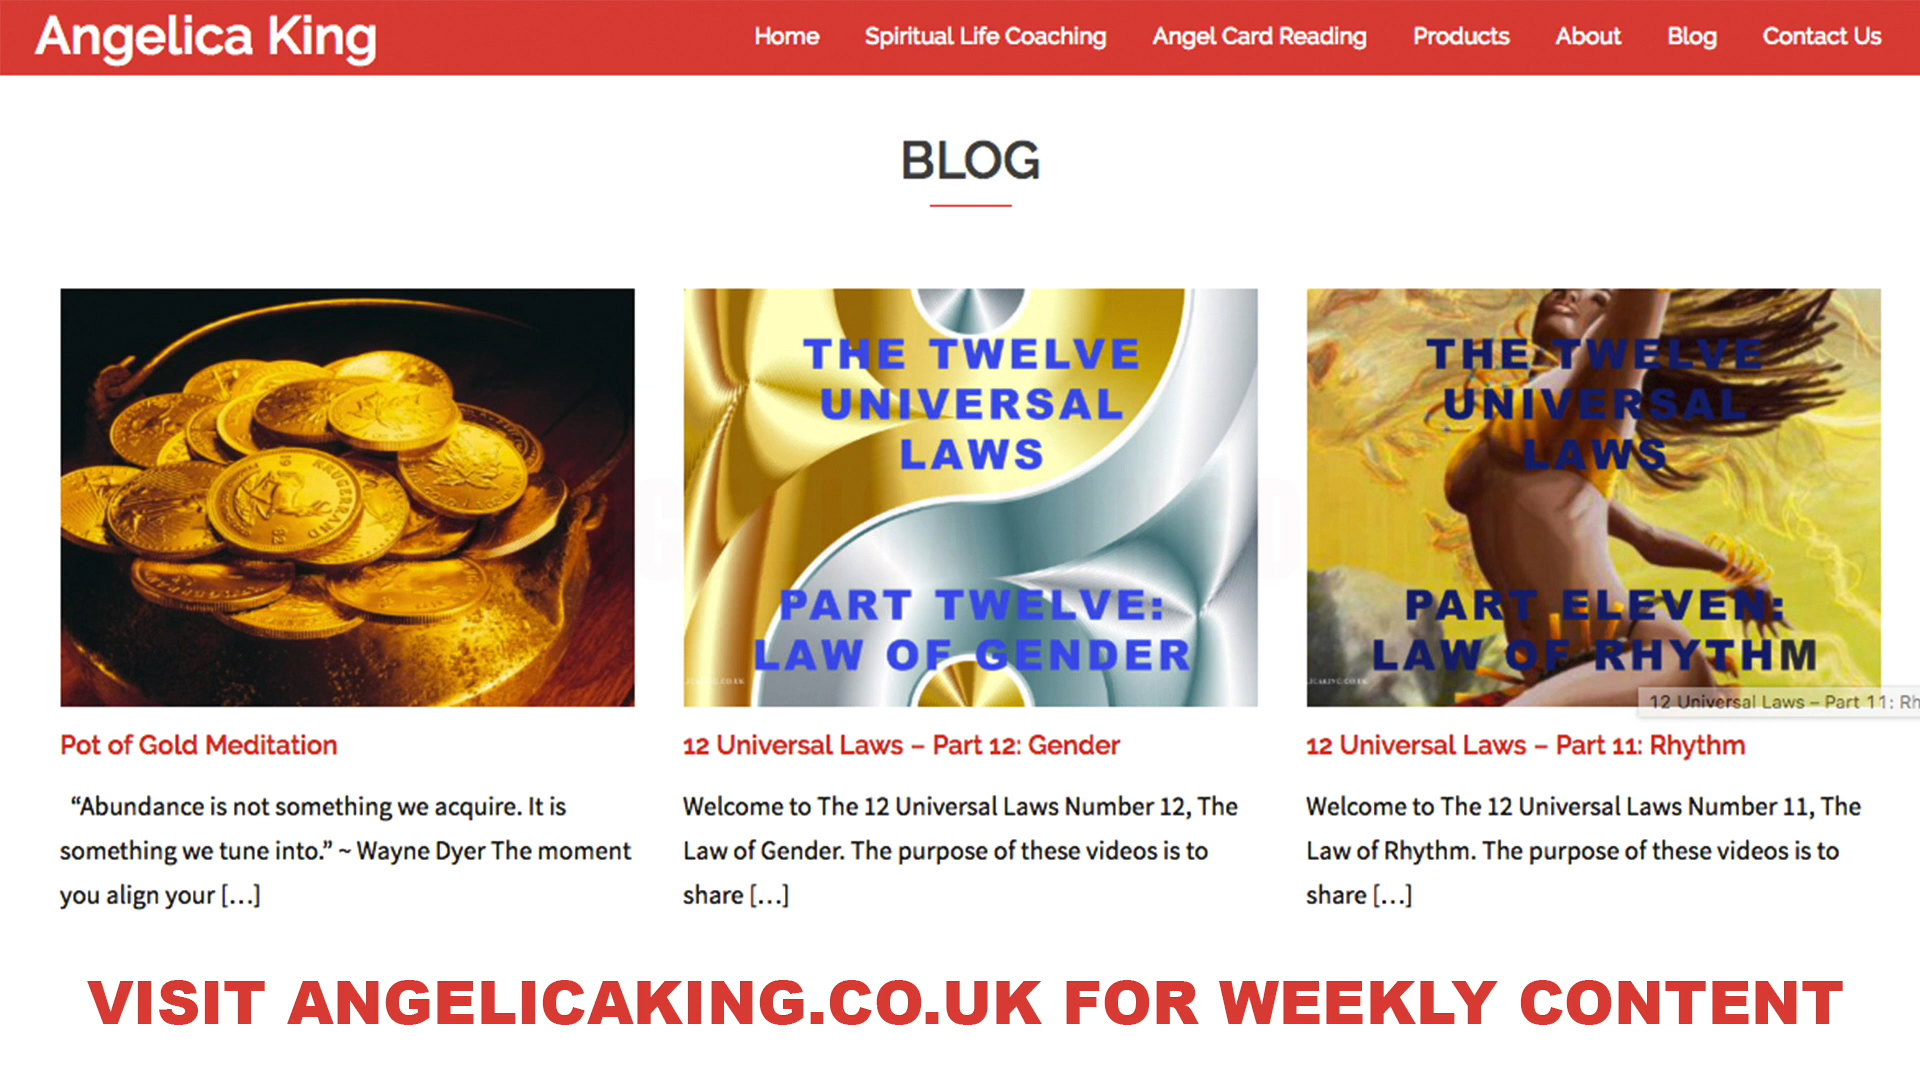 Angelica King
Home Spiritual Life Coaching Angel Card Reading Products About Blog Contact Us
BLOG
19 KRUGERRAND 82
THE TWELVE
UNIVERSAL
LAWS
PART TWELVE:
LAW OF GENDER
THE TWELVE
UNIVERSAL
LAWS
PART ELEVEN:
LAW OF RHYTHM
12 Universal Laws – Part 11: Rh
Pot of Gold Meditation
“Abundance is not something we acquire. It is
something we tune into.” ~ Wayne Dyer The moment
you align your […]
12 Universal Laws – Part 12: Gender
Welcome to The 12 Universal Laws Number 12, The
Law of Gender. The purpose of these videos is to
share […]
12 Universal Laws – Part 11: Rhythm
Welcome to The 12 Universal Laws Number 11, The
Law of Rhythm. The purpose of these videos is to
share […]
VISIT ANGELICAKING.CO.UK FOR WEEKLY CONTENT